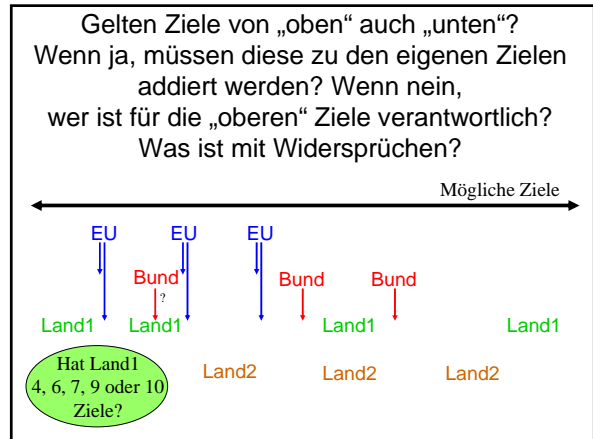 Gelten Ziele von „oben“ auch „unten“?
Wenn ja, müssen diese zu den eigenen Zielen
addiert werden? Wenn nein,
wer ist für die „oberen“ Ziele verantwortlich?
Was ist mit Widersprüchen?
Mögliche Ziele
EU EU EU
Bund Bund Bund
?
Land1 Land1 Land1 Land1
Land2 Land2 Land2
Hat Land1
4, 6, 7, 9 oder 10
Ziele?